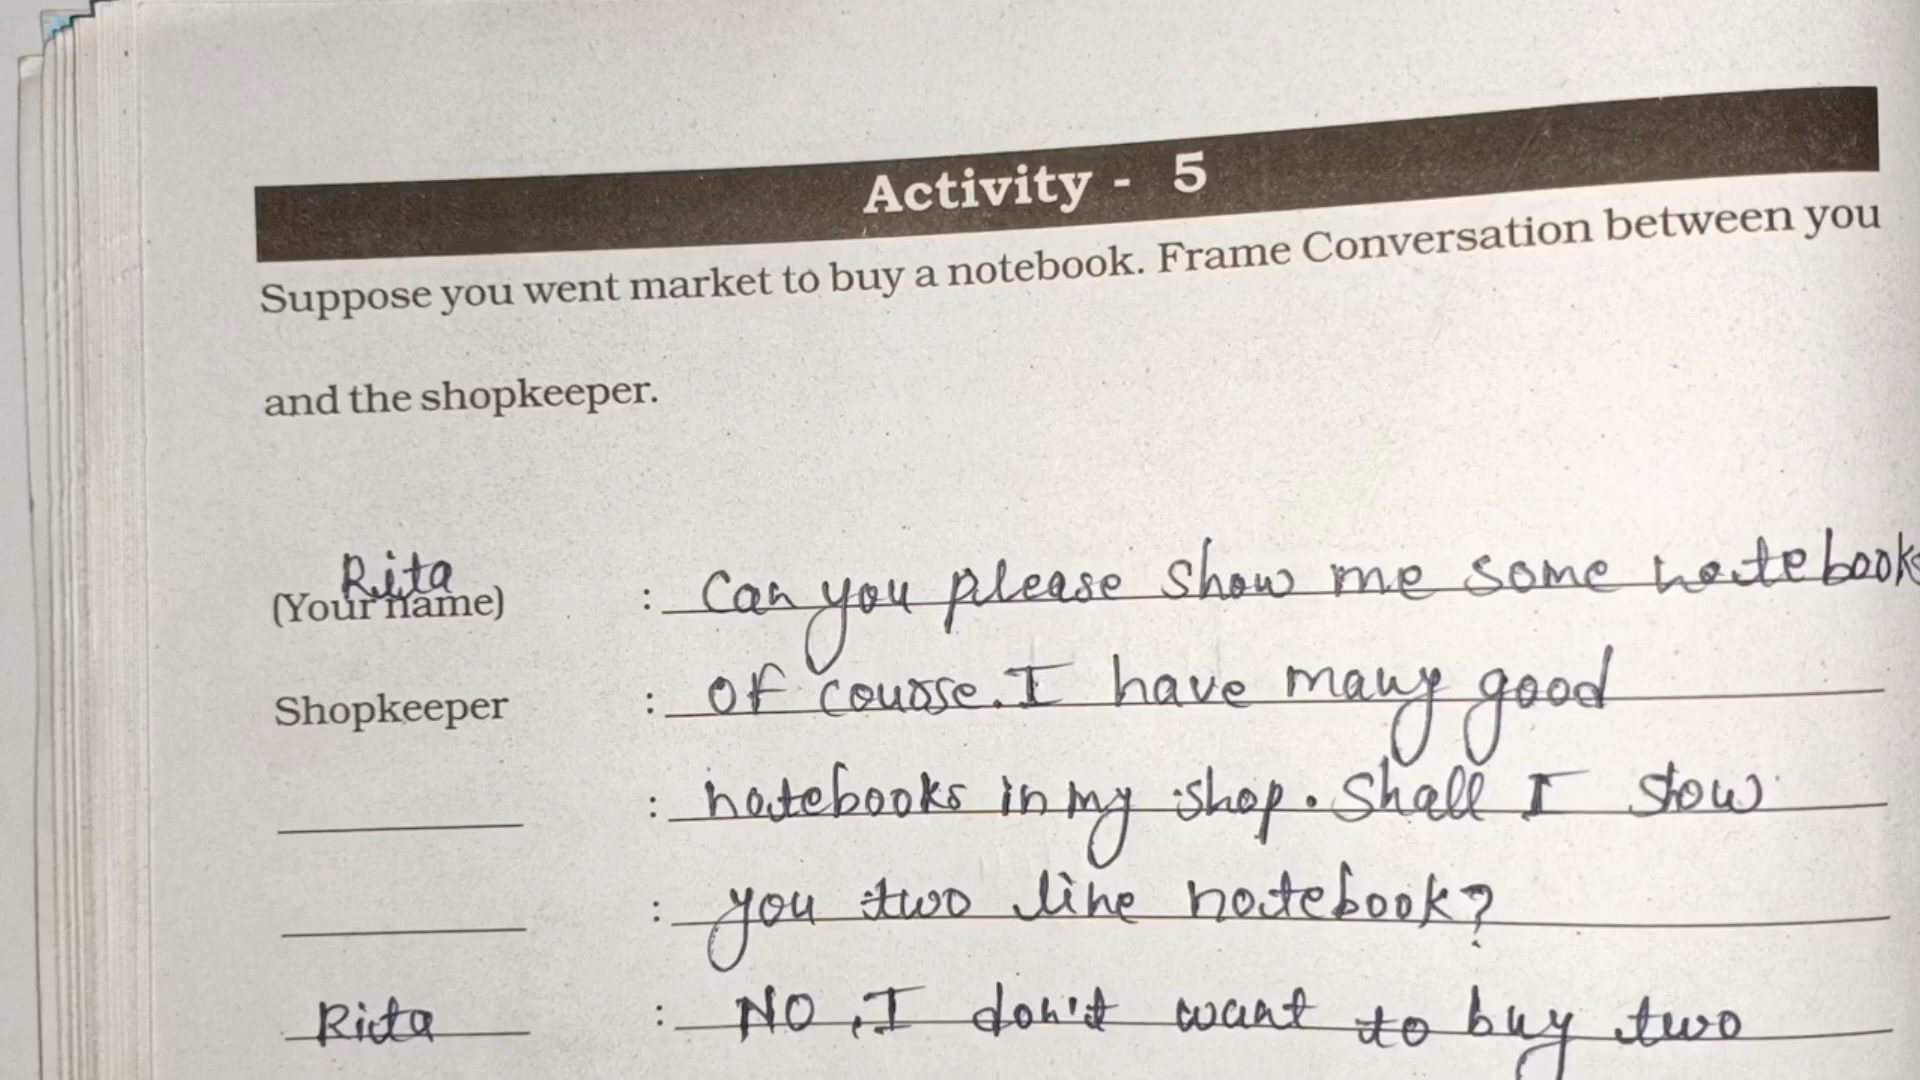 Activity - 5
Suppose you went market to buy a notebook. Frame Conversation between you
and the shopkeeper.
Rita
(Your name) : Can you please show me some notebooks
Shopkeeper : Of course. I have many good
: notebooks in my shop. Shall I show
: you two line notebook?
Rita : NO, I don't want to buy two